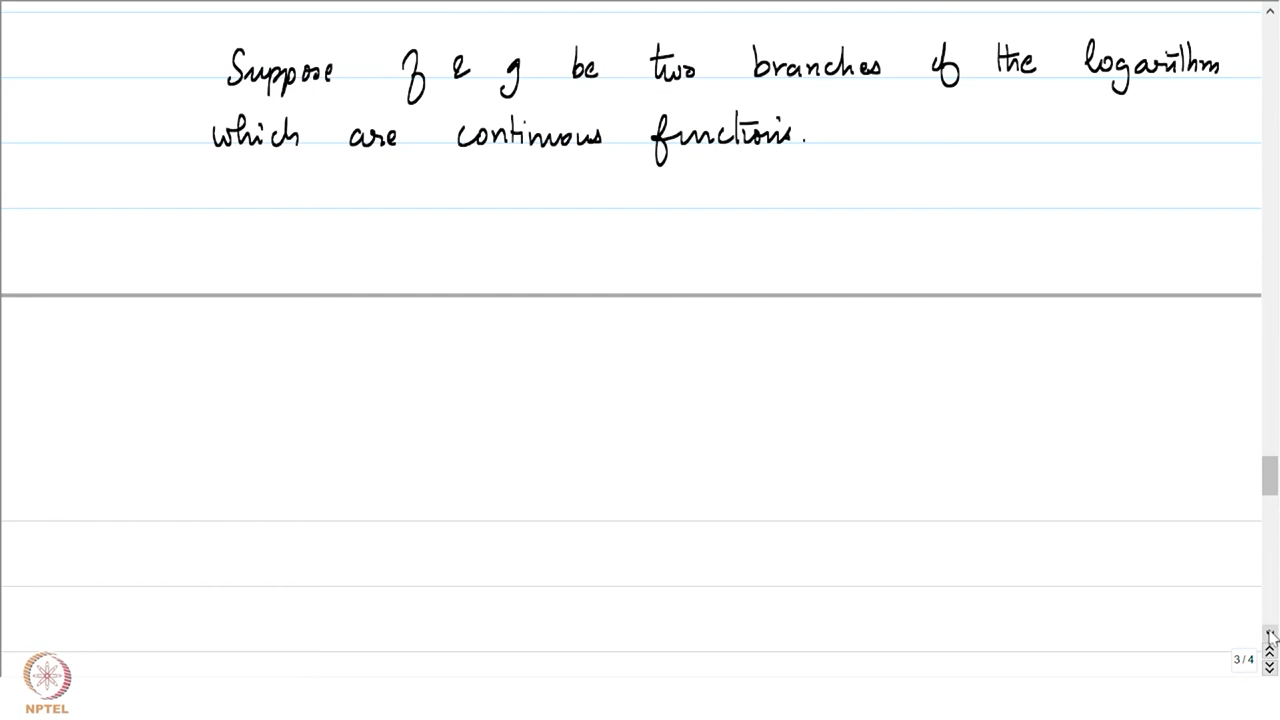 Suppose f & g be two branches of the logarithm
which are continuous functions.
3 / 4
NPTEL